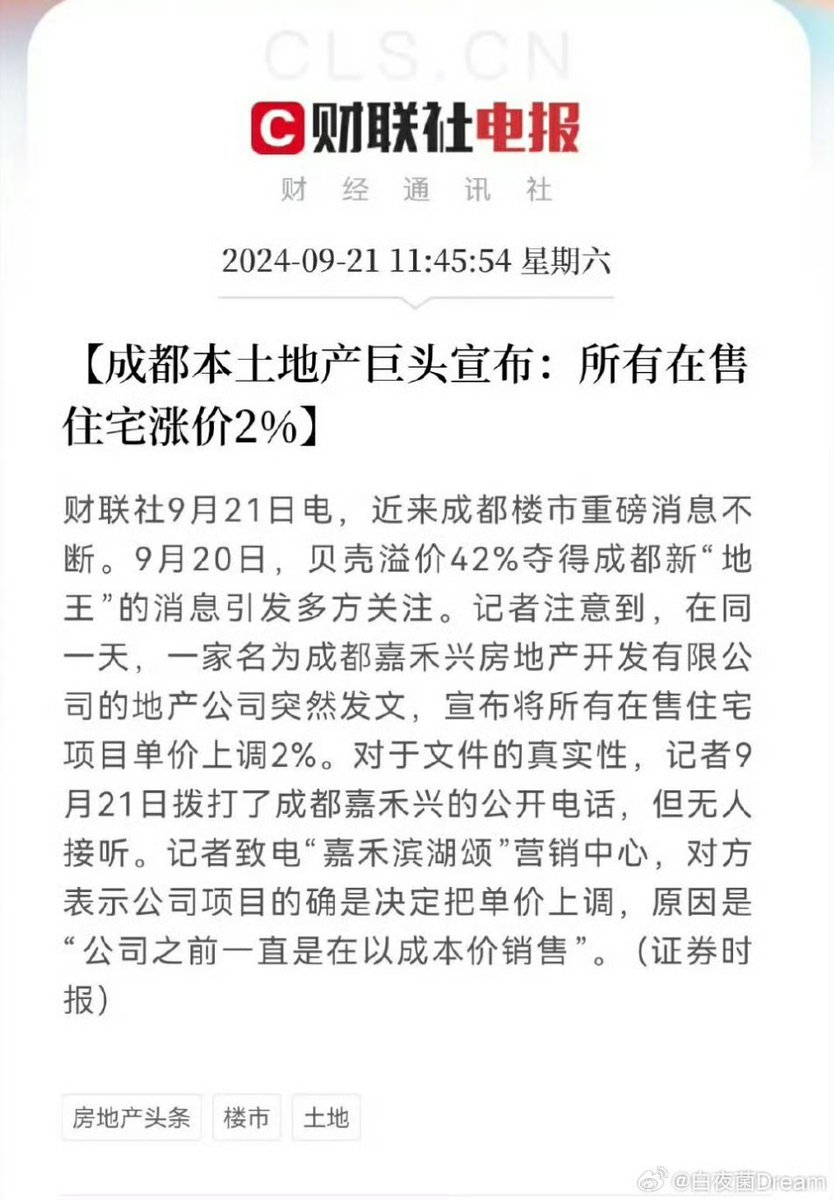 CLS.CN
C 财联社电报
财经通讯社
2024-09-21 11:45:54 星期六
【成都本土地产巨头宣布：所有在售
住宅涨价2%】
财联社9月21日电，近来成都楼市重磅消息不
断。9月20日，贝壳溢价42%夺得成都新“地
王”的消息引发多方关注。记者注意到，在同
一天，一家名为成都嘉禾兴房地产开发有限公
司的地产公司突然发文，宣布将所有在售住宅
项目单价上调2%。对于文件的真实性，记者9
月21日拨打了成都嘉禾兴的公开电话，但无人
接听。记者致电“嘉禾滨湖颂”营销中心，对方
表示公司项目的确是决定把单价上调，原因是
“公司之前一直是在以成本价销售”。（证券时
报）
房地产头条 楼市 土地
@白夜菌Dream